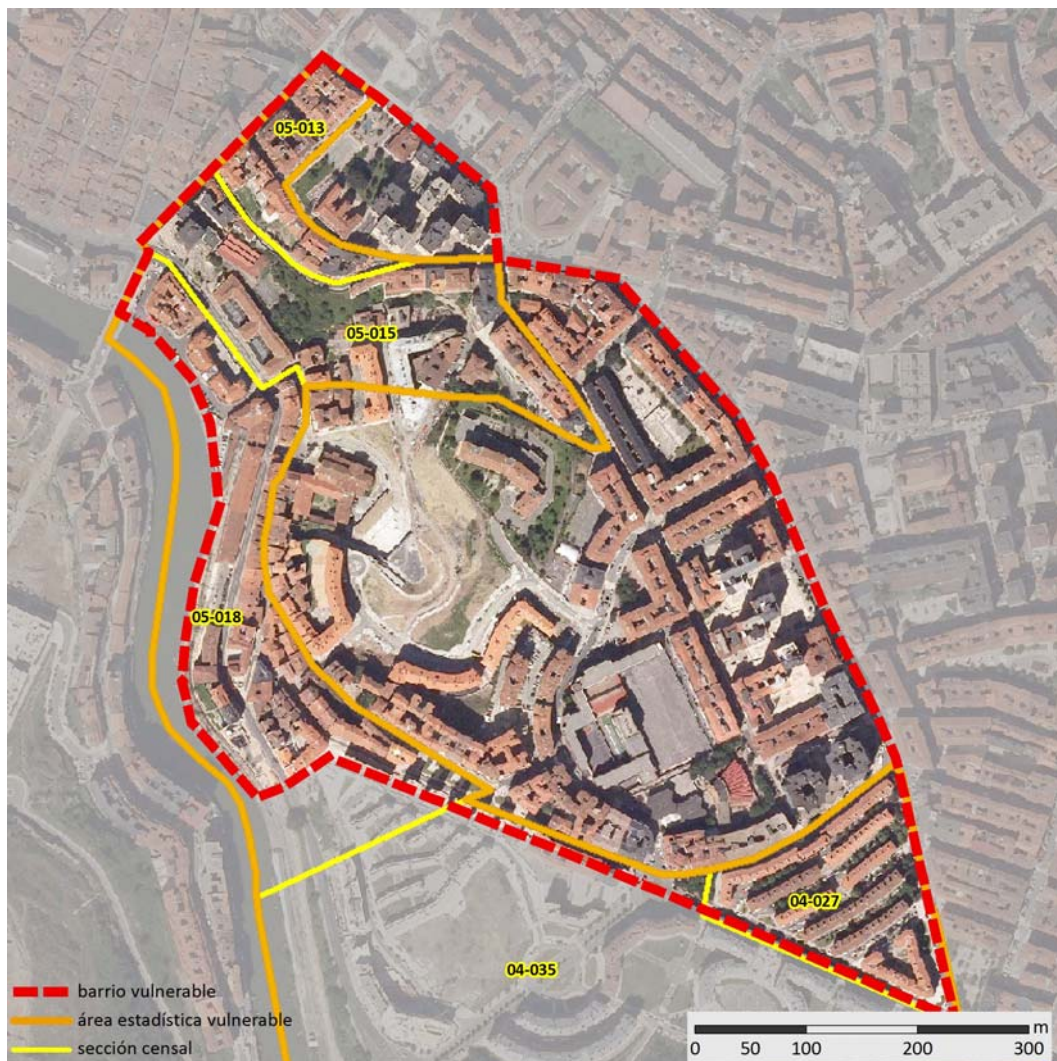 05-013
05-015
05-018
04-027
04-035
barrio vulnerable
área estadística vulnerable
sección censal
m
0 50 100 200 300